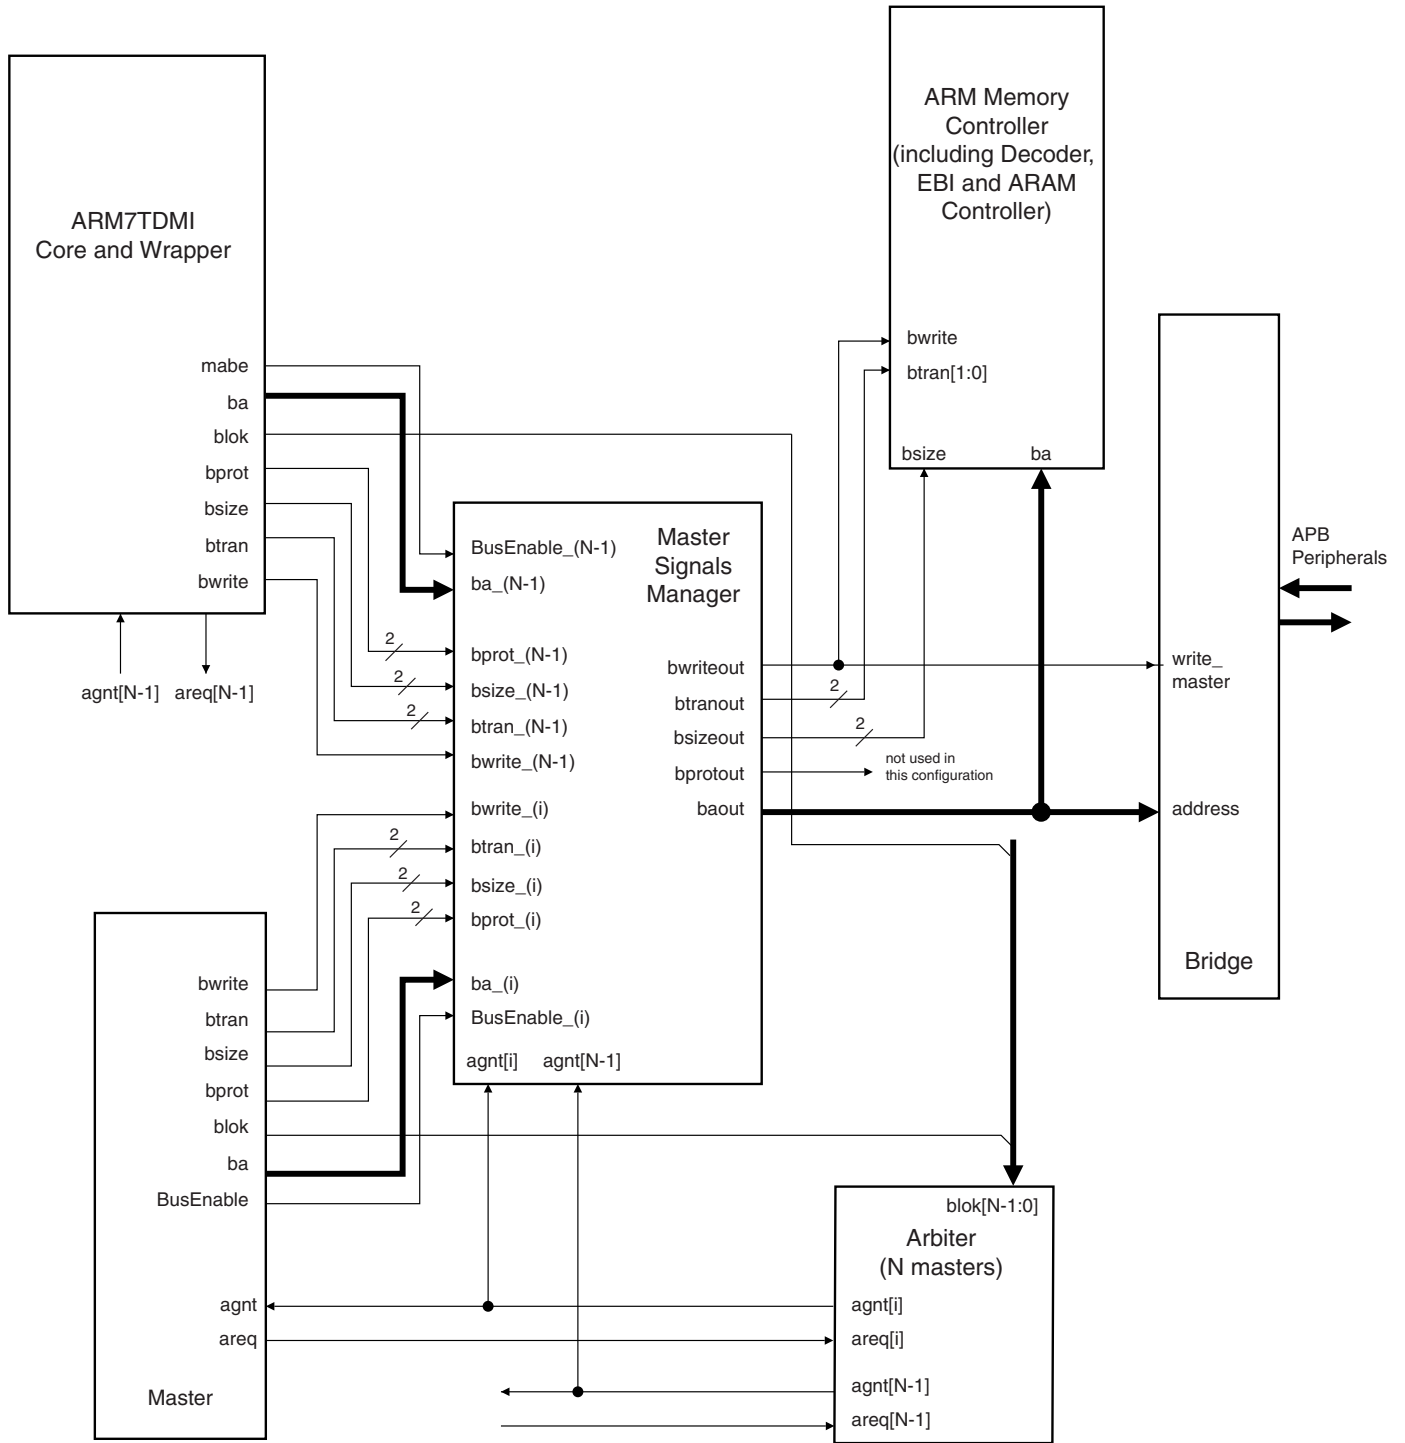 ARM7TDMI
Core and Wrapper
mabe
ba
blok
bprot
bsize
btran
bwrite
agnt[N-1]
areq[N-1]
ARM Memory
Controller
(including Decoder,
EBI and ARAM
Controller)
bwrite
btran[1:0]
bsize
ba
Master
Signals
Manager
BusEnable_(N-1)
ba_(N-1)
2
bprot_(N-1)
2
bsize_(N-1)
2
btran_(N-1)
bwrite_(N-1)
bwrite_(i)
2
btran_(i)
2
bsize_(i)
2
bprot_(i)
ba_(i)
BusEnable_(i)
agnt[i]
agnt[N-1]
bwriteout
btranout
2
bsizeout
2
bprotout
not used in
this configuration
baout
APB
Peripherals
write_
master
address
Bridge
bwrite
btran
bsize
bprot
blok
ba
BusEnable
agnt
areq
Master
blok[N-1:0]
Arbiter
(N masters)
agnt[i]
areq[i]
agnt[N-1]
areq[N-1]